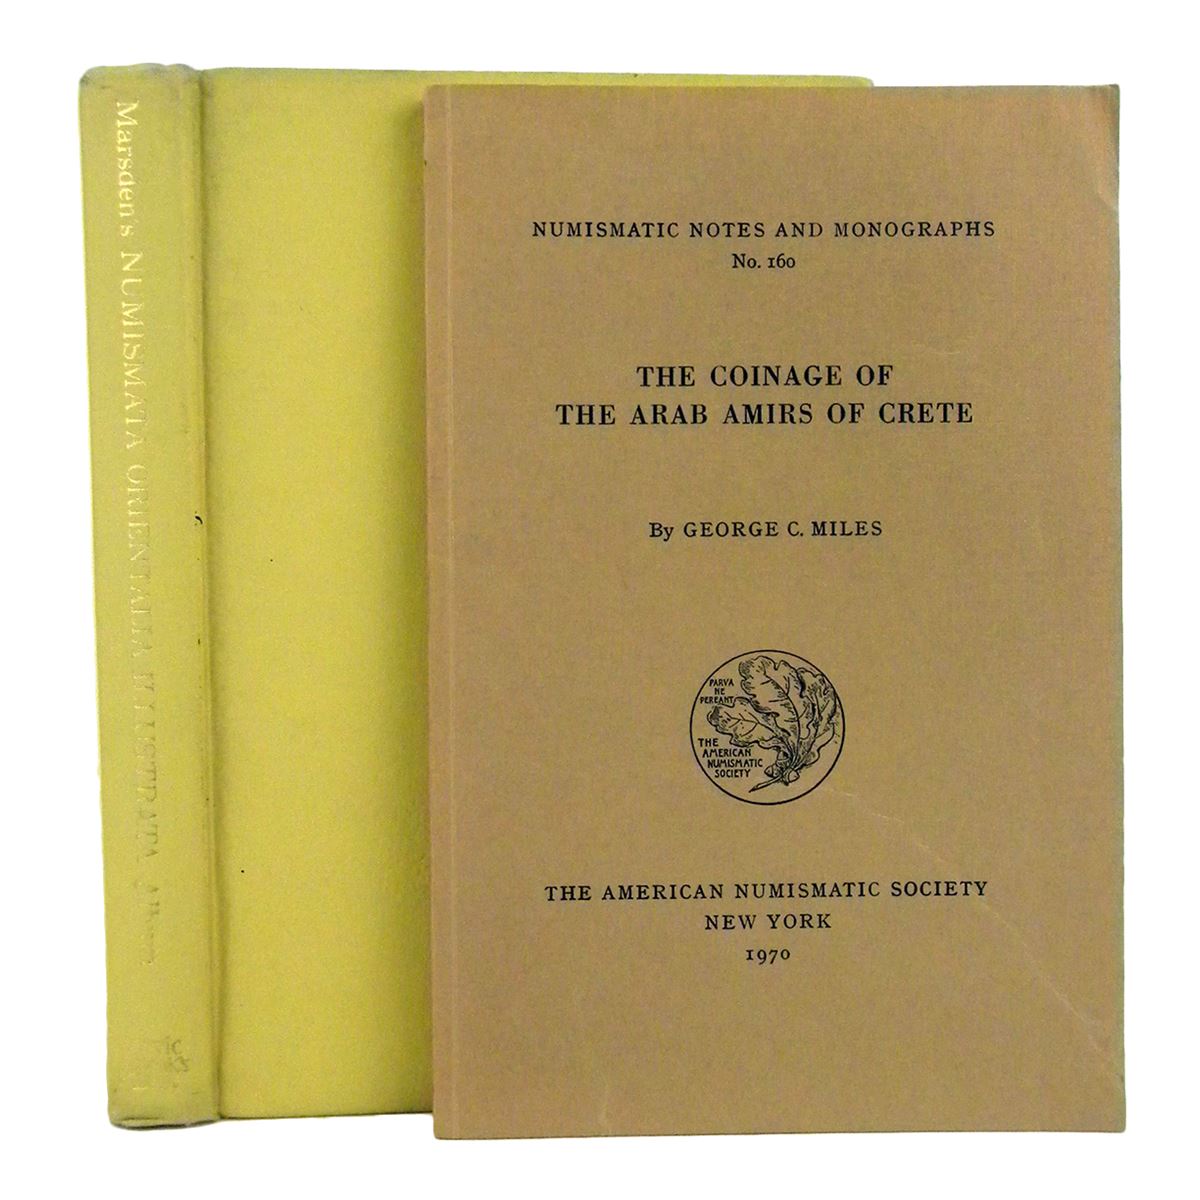 Marsden's NUMISMATA ORIENTALIA ILLUSTRATA
NUMISMATIC NOTES AND MONOGRAPHS
No. 160
THE COINAGE OF
THE ARAB AMIRS OF CRETE
By GEORGE C. MILES
PARVA
NE
PEREANT
THE
AMERICAN
NUMISMATIC
SOCIETY
THE AMERICAN NUMISMATIC SOCIETY
NEW YORK
1970